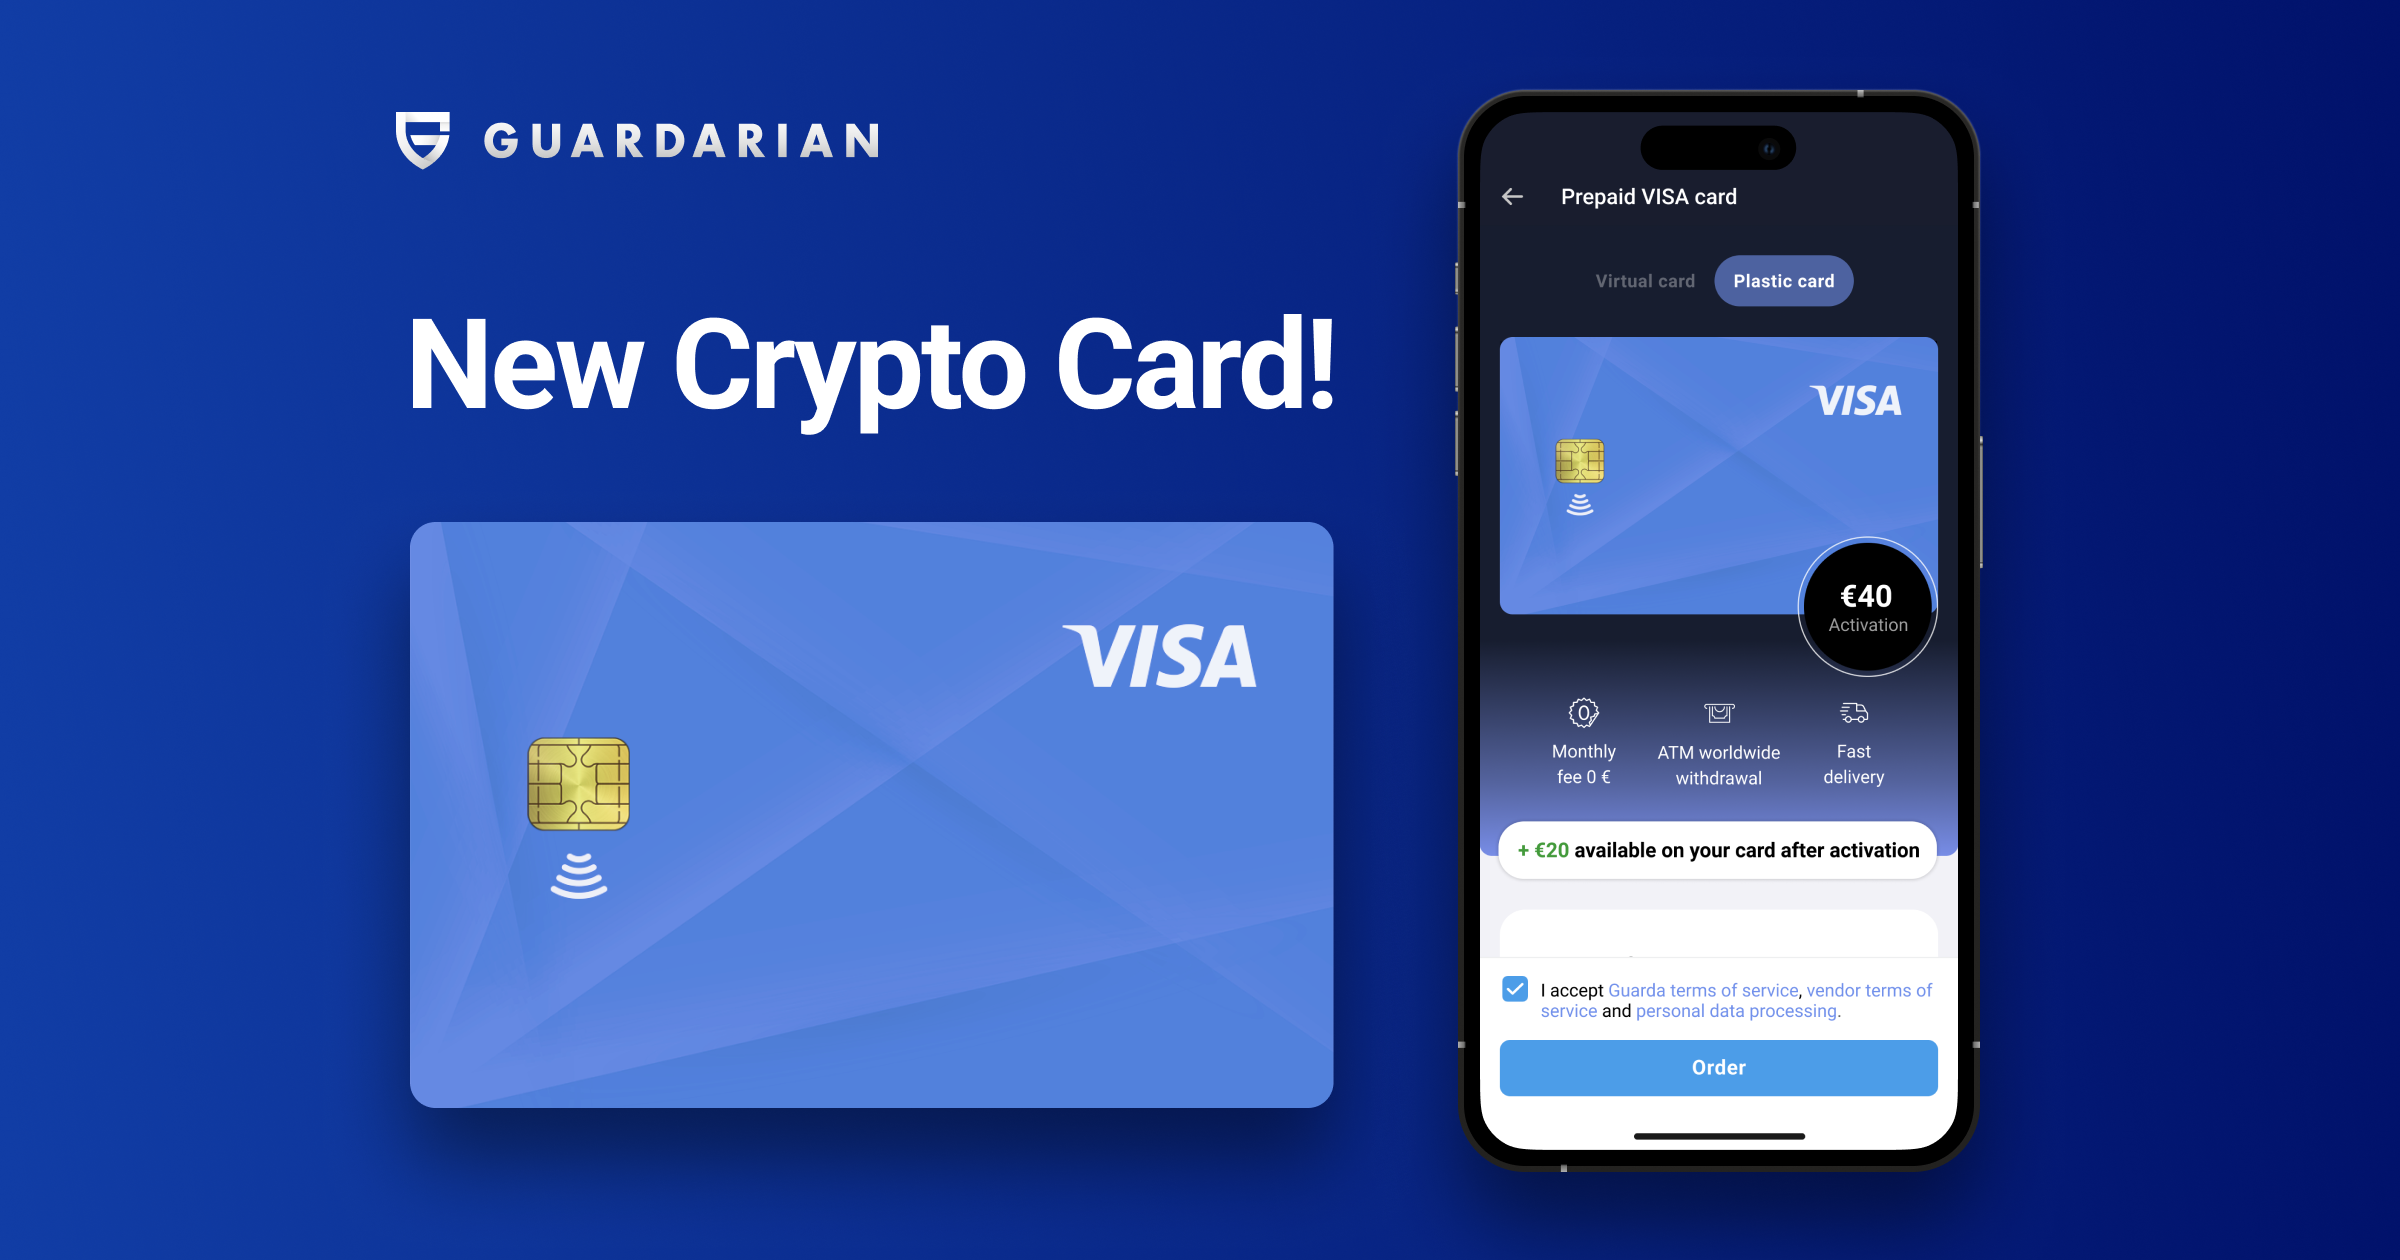 GUARDARIAN
New Crypto Card!
VISA
Prepaid VISA card
Virtual card
Plastic card
VISA
€40
Activation
0
Monthly
fee 0 €
ATM worldwide
withdrawal
Fast
delivery
+ €20 available on your card after activation
I accept Guarda terms of service, vendor terms of
service and personal data processing.
Order